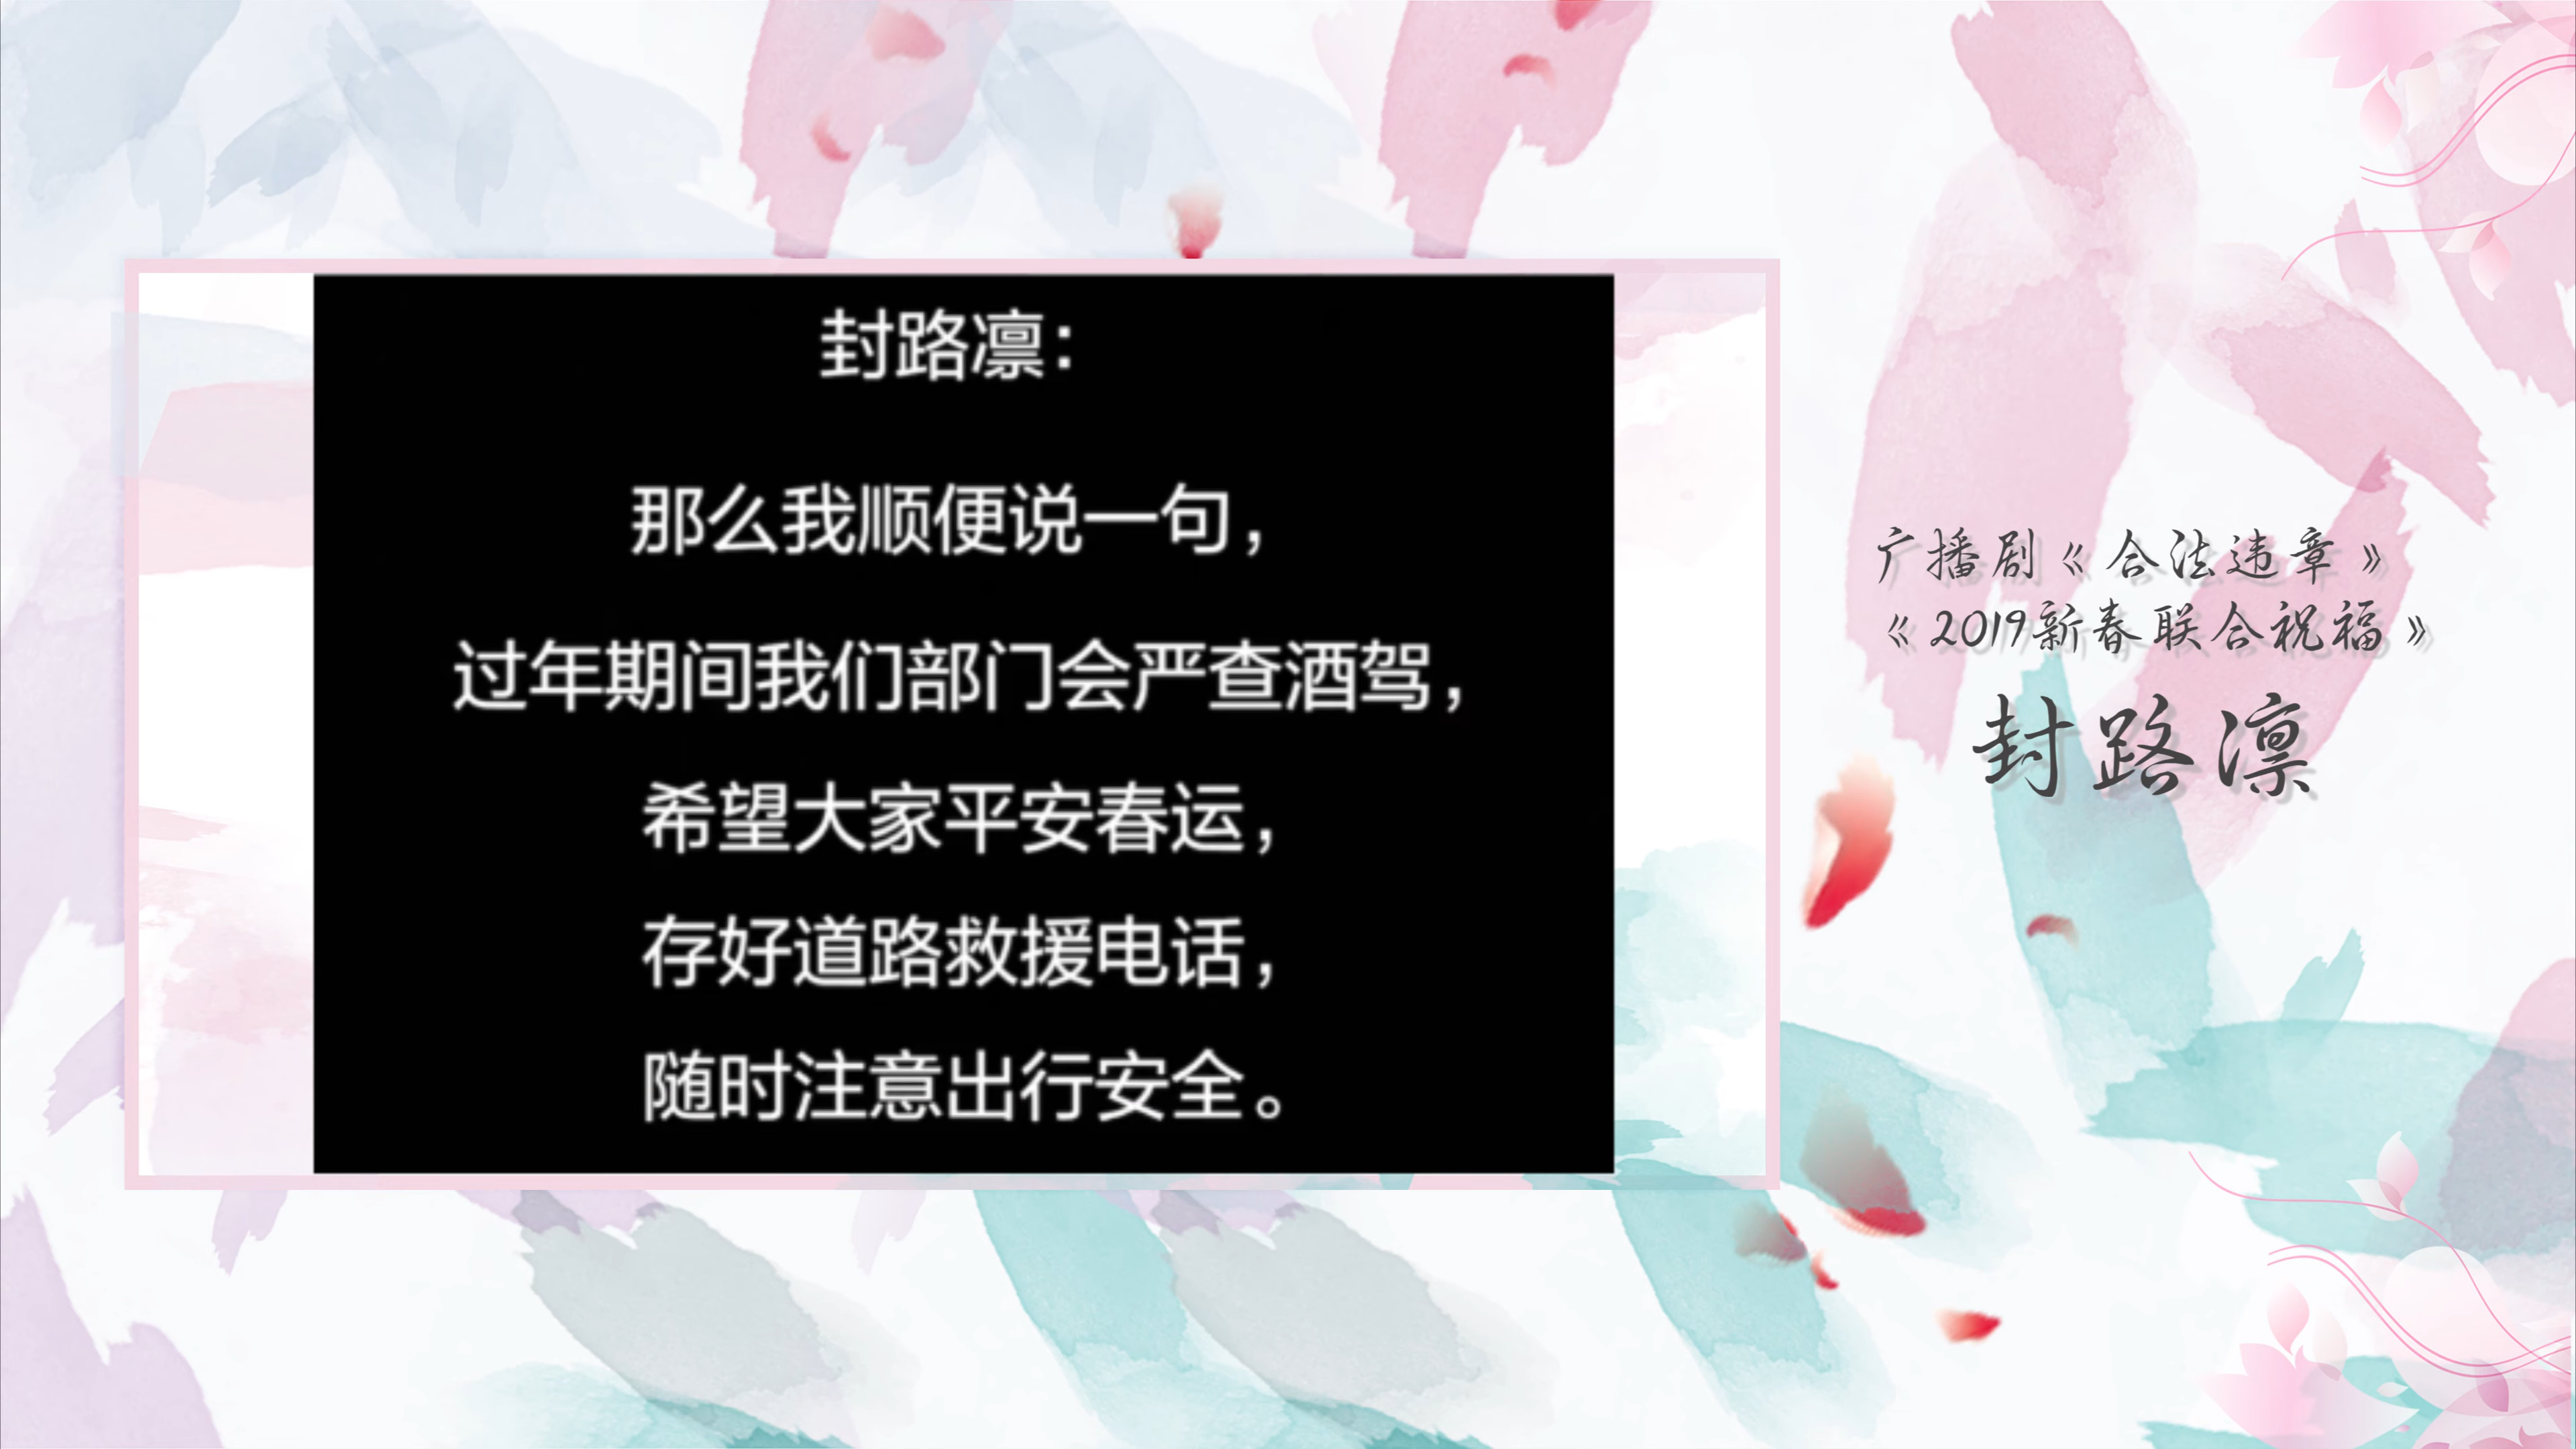 封路凛：
那么我顺便说一句，
过年期间我们部门会严查酒驾，
希望大家平安春运，
存好道路救援电话，
随时注意出行安全。
广播剧《合法违章》
《2019新春联合祝福》
封路凛